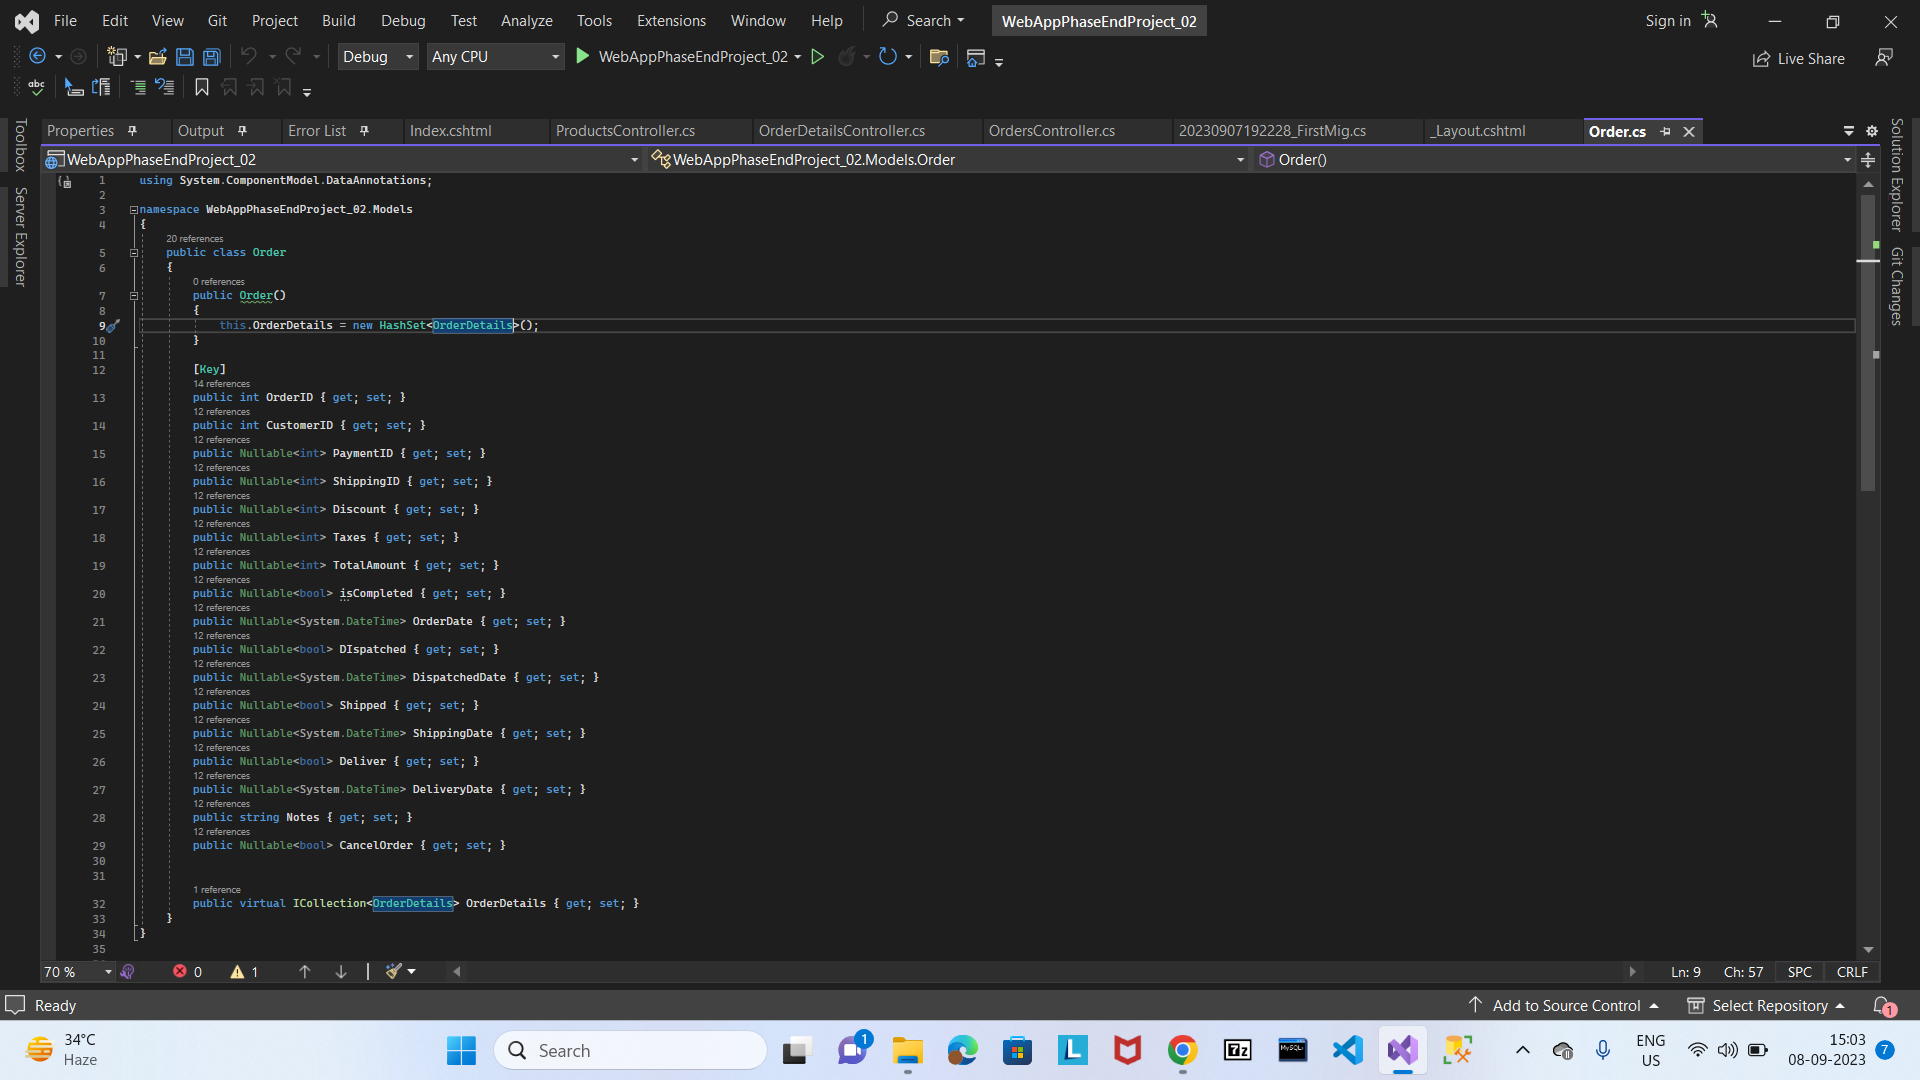 File Edit View Git Project Build Debug Test Analyze Tools Extensions Window Help Search WebAppPhaseEndProject_02 Sign in
Debug Any CPU WebAppPhaseEndProject_02 Live Share
abc
Toolbox
Server Explorer
Properties Output Error List Index.cshtml ProductsController.cs OrderDetailsController.cs OrdersController.cs 20230907192228_FirstMig.cs _Layout.cshtml Order.cs
Solution Explorer
Git Changes
WebAppPhaseEndProject_02 WebAppPhaseEndProject_02.Models.Order Order()
1 using System.ComponentModel.DataAnnotations;
2
3 namespace WebAppPhaseEndProject_02.Models
4 {
20 references
5 public class Order
6 {
0 references
7 public Order()
8 {
9 this.OrderDetails = new HashSet<OrderDetails>();
10 }
11
12 [Key]
14 references
13 public int OrderID { get; set; }
12 references
14 public int CustomerID { get; set; }
12 references
15 public Nullable<int> PaymentID { get; set; }
12 references
16 public Nullable<int> ShippingID { get; set; }
12 references
17 public Nullable<int> Discount { get; set; }
12 references
18 public Nullable<int> Taxes { get; set; }
12 references
19 public Nullable<int> TotalAmount { get; set; }
12 references
20 public Nullable<bool> isCompleted { get; set; }
12 references
21 public Nullable<System.DateTime> OrderDate { get; set; }
12 references
22 public Nullable<bool> DIspatched { get; set; }
12 references
23 public Nullable<System.DateTime> DispatchedDate { get; set; }
12 references
24 public Nullable<bool> Shipped { get; set; }
12 references
25 public Nullable<System.DateTime> ShippingDate { get; set; }
12 references
26 public Nullable<bool> Deliver { get; set; }
12 references
27 public Nullable<System.DateTime> DeliveryDate { get; set; }
12 references
28 public string Notes { get; set; }
12 references
29 public Nullable<bool> CancelOrder { get; set; }
30
31
1 reference
32 public virtual ICollection<OrderDetails> OrderDetails { get; set; }
33 }
34 }
35
70 % 0 1 Ln: 9 Ch: 57 SPC CRLF
Ready Add to Source Control Select Repository 1
34°C
Haze
Search 1 L 7z MySQL ENG
US
15:03
08-09-2023 7